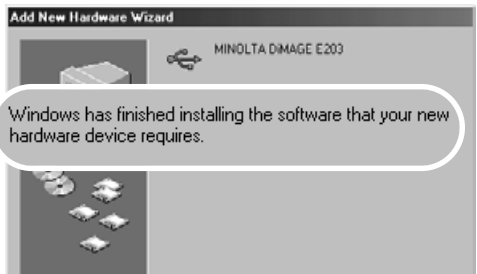 Add New Hardware Wizard
MINOLTA DiMAGE E203
Windows has finished installing the software that your new
hardware device requires.